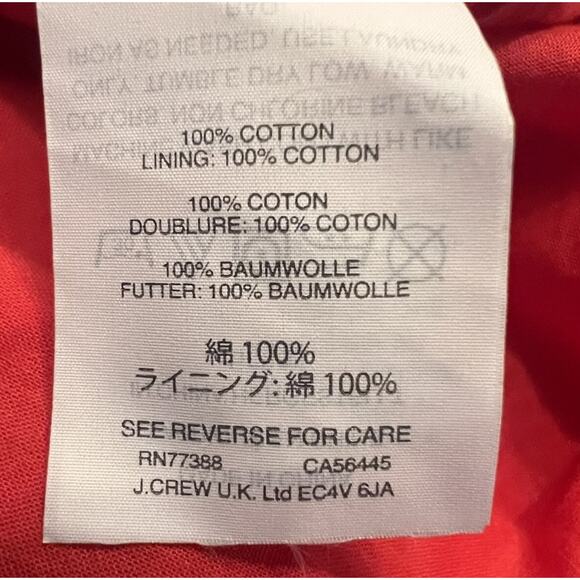 100% COTTON
LINING: 100% COTTON
100% COTON
DOUBLURE: 100% COTON
100% BAUMWOLLE
FUTTER: 100% BAUMWOLLE
綿 100%
ライニング: 綿 100%
SEE REVERSE FOR CARE
RN77388 CA56445
J.CREW U.K. Ltd EC4V 6JA